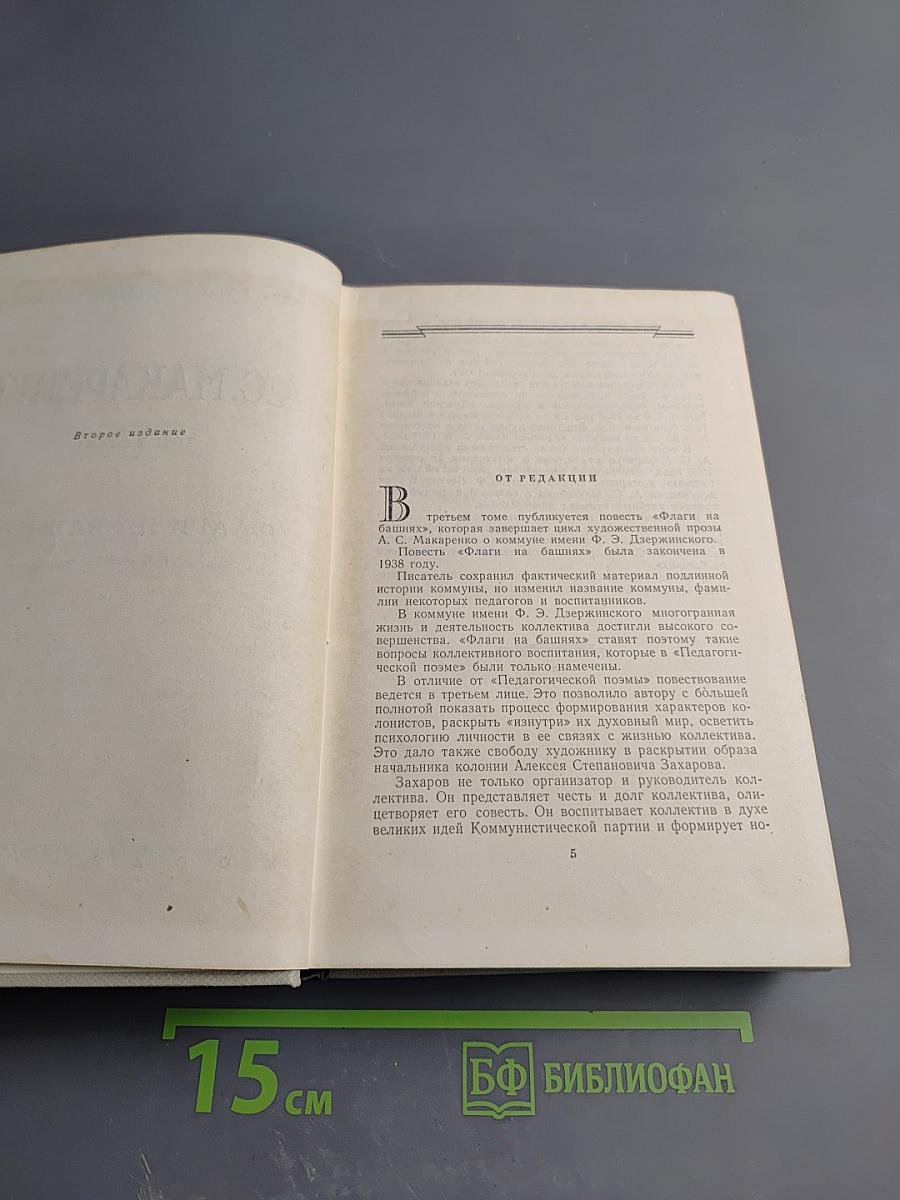 Второе издание
ОТ РЕДАКЦИИ
В третьем томе публикуется повесть «Флаги на
башнях», которая завершает цикл художественной прозы
А. С. Макаренко о коммуне имени Ф. Э. Дзержинского.
Повесть «Флаги на башнях» была закончена в
1938 году.
Писатель сохранил фактический материал подлинной
истории коммуны, но изменил название коммуны, фами-
лии некоторых педагогов и воспитанников.
В коммуне имени Ф. Э. Дзержинского многогранная
жизнь и деятельность коллектива достигли высокого со-
вершенства. «Флаги на башнях» ставят поэтому такие
вопросы коллективного воспитания, которые в «Педагоги-
ческой поэме» были только намечены.
В отличие от «Педагогической поэмы» повествование
ведется в третьем лице. Это позволило автору с бо́льшей
полнотой показать процесс формирования характеров ко-
лонистов, раскрыть «изнутри» их духовный мир, осветить
психологию личности в ее связях с жизнью коллектива.
Это дало также свободу художнику в раскрытии образа
начальника колонии Алексея Степановича Захарова.
Захаров не только организатор и руководитель кол-
лектива. Он представляет честь и долг коллектива, оли-
цетворяет его совесть. Он воспитывает коллектив в духе
великих идей Коммунистической партии и формирует но-
5
15 см
БФ БИБЛИОФАН